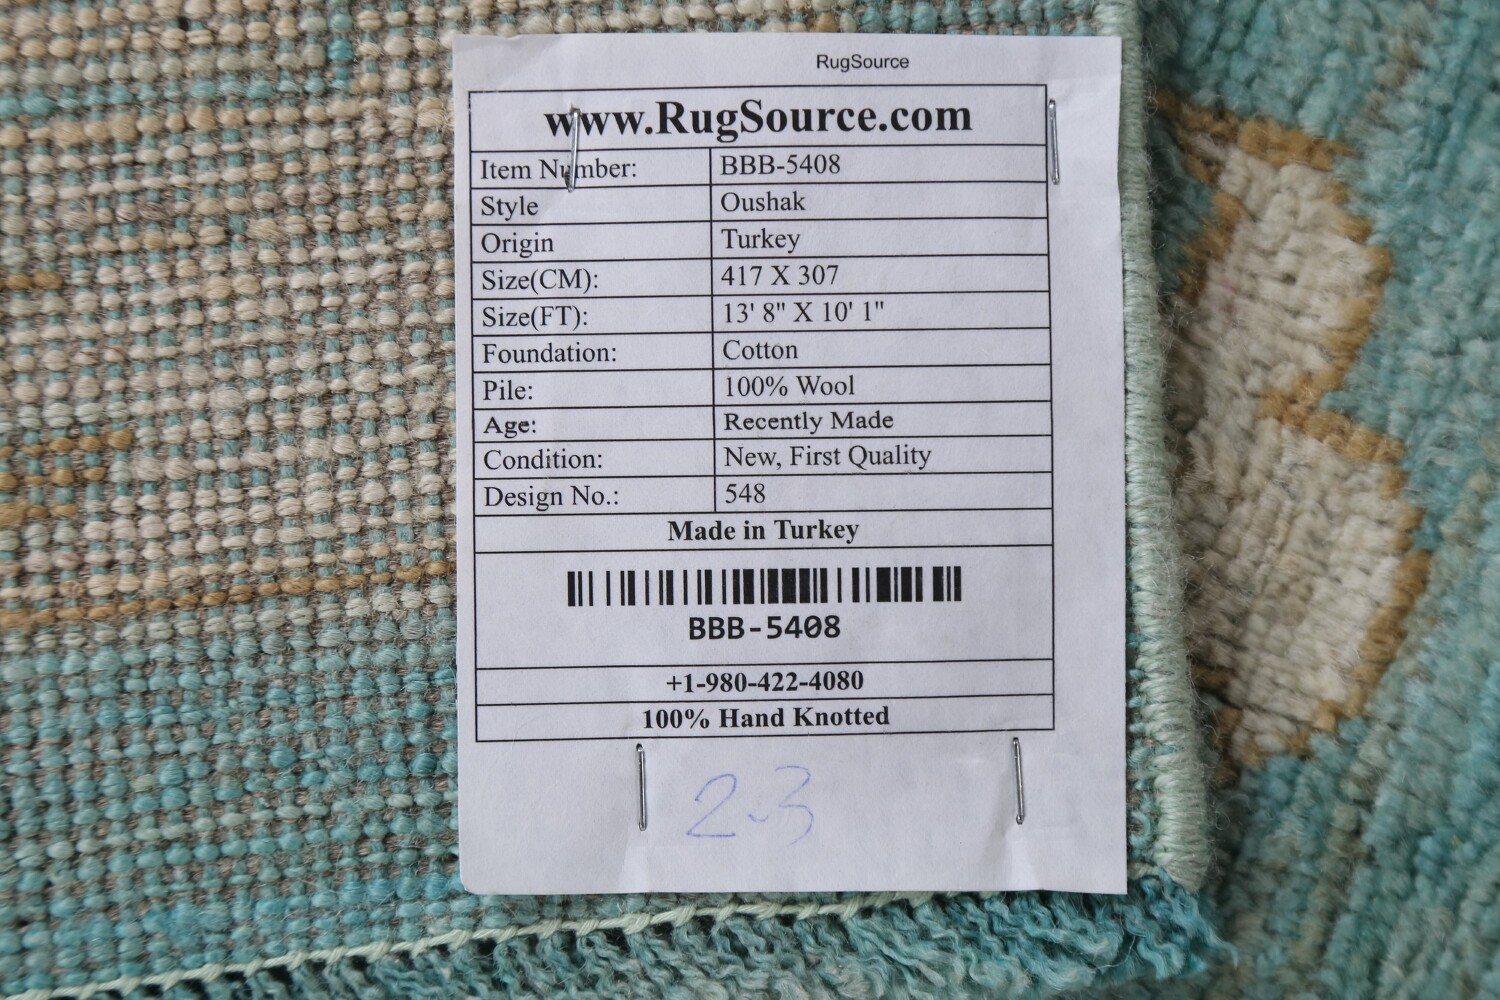 RugSource
www.RugSource.com
Item Number: BBB-5408
Style Oushak
Origin Turkey
Size(CM): 417 X 307
Size(FT): 13' 8" X 10' 1"
Foundation: Cotton
Pile: 100% Wool
Age: Recently Made
Condition: New, First Quality
Design No.: 548
Made in Turkey
BBB-5408
+1-980-422-4080
100% Hand Knotted
2-3